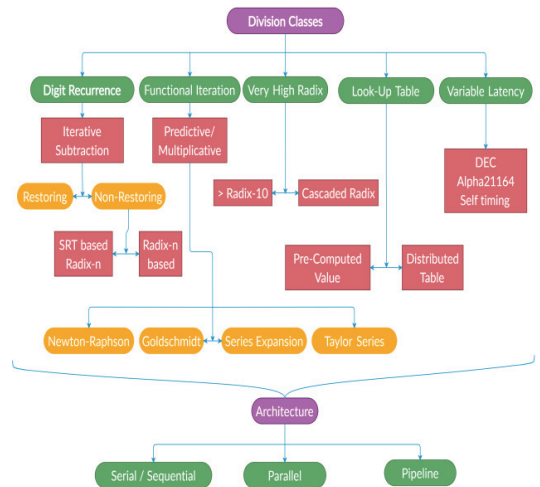 Division Classes
Digit Recurrence
Functional Iteration
Very High Radix
Look-Up Table
Variable Latency
Iterative
Subtraction
Predictive/
Multiplicative
DEC
Alpha21164
Self timing
Restoring
Non-Restoring
> Radix-10
Cascaded Radix
SRT based
Radix-n
Radix-n
based
Pre-Computed
Value
Distributed
Table
Newton-Raphson
Goldschmidt
Series Expansion
Taylor Series
Architecture
Serial / Sequential
Parallel
Pipeline